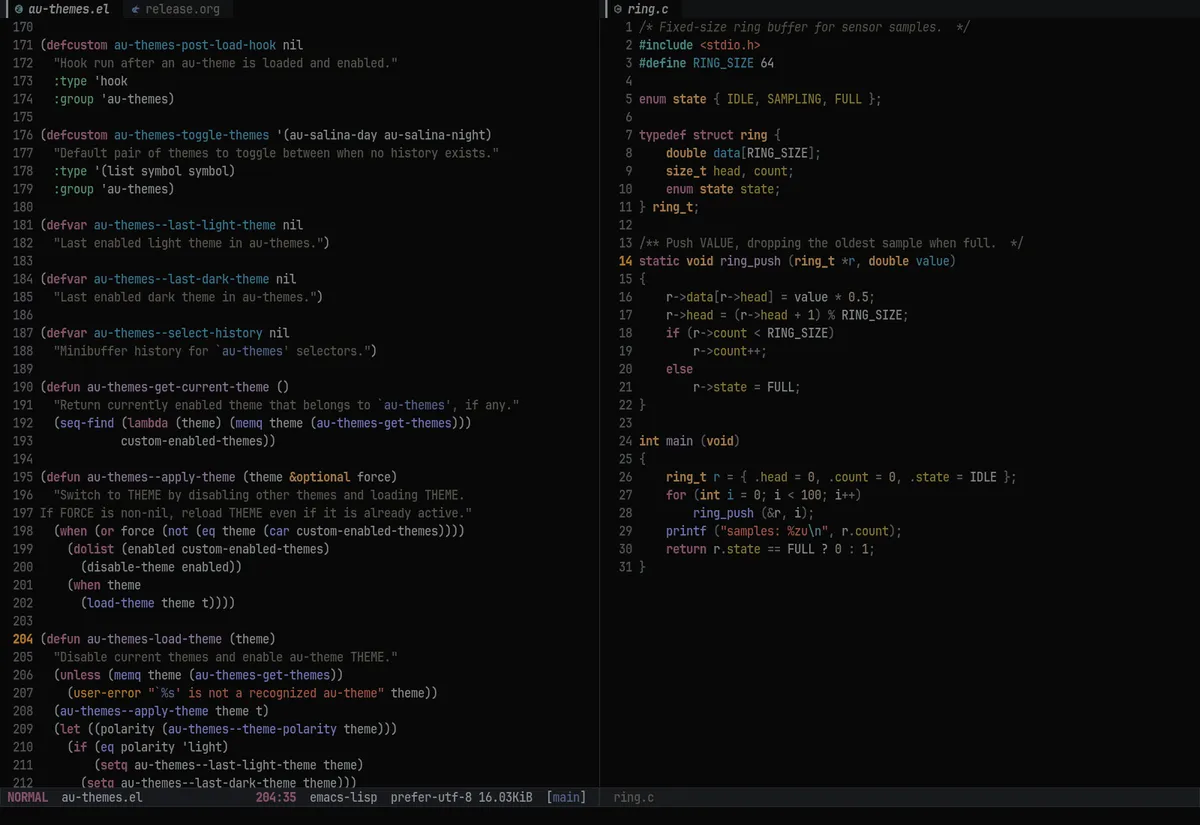 au-themes.el release.org
170
171 (defcustom au-themes-post-load-hook nil
172   "Hook run after an au-theme is loaded and enabled."
173   :type 'hook
174   :group 'au-themes)
175
176 (defcustom au-themes-toggle-themes '(au-salina-day au-salina-night)
177   "Default pair of themes to toggle between when no history exists."
178   :type '(list symbol symbol)
179   :group 'au-themes)
180
181 (defvar au-themes--last-light-theme nil
182   "Last enabled light theme in au-themes.")
183
184 (defvar au-themes--last-dark-theme nil
185   "Last enabled dark theme in au-themes.")
186
187 (defvar au-themes--select-history nil
188   "Minibuffer history for `au-themes' selectors.")
189
190 (defun au-themes-get-current-theme ()
191   "Return currently enabled theme that belongs to `au-themes', if any."
192   (seq-find (lambda (theme) (memq theme (au-themes-get-themes)))
193             custom-enabled-themes))
194
195 (defun au-themes--apply-theme (theme &optional force)
196   "Switch to THEME by disabling other themes and loading THEME.
197 If FORCE is non-nil, reload THEME even if it is already active."
198   (when (or force (not (eq theme (car custom-enabled-themes))))
199     (dolist (enabled custom-enabled-themes)
200       (disable-theme enabled))
201     (when theme
202       (load-theme theme t))))
203
204 (defun au-themes-load-theme (theme)
205   "Disable current themes and enable au-theme THEME."
206   (unless (memq theme (au-themes-get-themes))
207     (user-error "`%s' is not a recognized au-theme" theme))
208   (au-themes--apply-theme theme t)
209   (let ((polarity (au-themes--theme-polarity theme)))
210     (if (eq polarity 'light)
211         (setq au-themes--last-light-theme theme)
212       (setq au-themes--last-dark-theme theme)))
NORMAL au-themes.el 204:35 emacs-lisp prefer-utf-8 16.03KiB [main]
ring.c
1 /* Fixed-size ring buffer for sensor samples.  */
2 #include <stdio.h>
3 #define RING_SIZE 64
4
5 enum state { IDLE, SAMPLING, FULL };
6
7 typedef struct ring {
8     double data[RING_SIZE];
9     size_t head, count;
10     enum state state;
11 } ring_t;
12
13 /** Push VALUE, dropping the oldest sample when full.  */
14 static void ring_push (ring_t *r, double value)
15 {
16     r->data[r->head] = value * 0.5;
17     r->head = (r->head + 1) % RING_SIZE;
18     if (r->count < RING_SIZE)
19         r->count++;
20     else
21         r->state = FULL;
22 }
23
24 int main (void)
25 {
26     ring_t r = { .head = 0, .count = 0, .state = IDLE };
27     for (int i = 0; i < 100; i++)
28         ring_push (&r, i);
29     printf ("samples: %zu\n", r.count);
30     return r.state == FULL ? 0 : 1;
31 }
ring.c